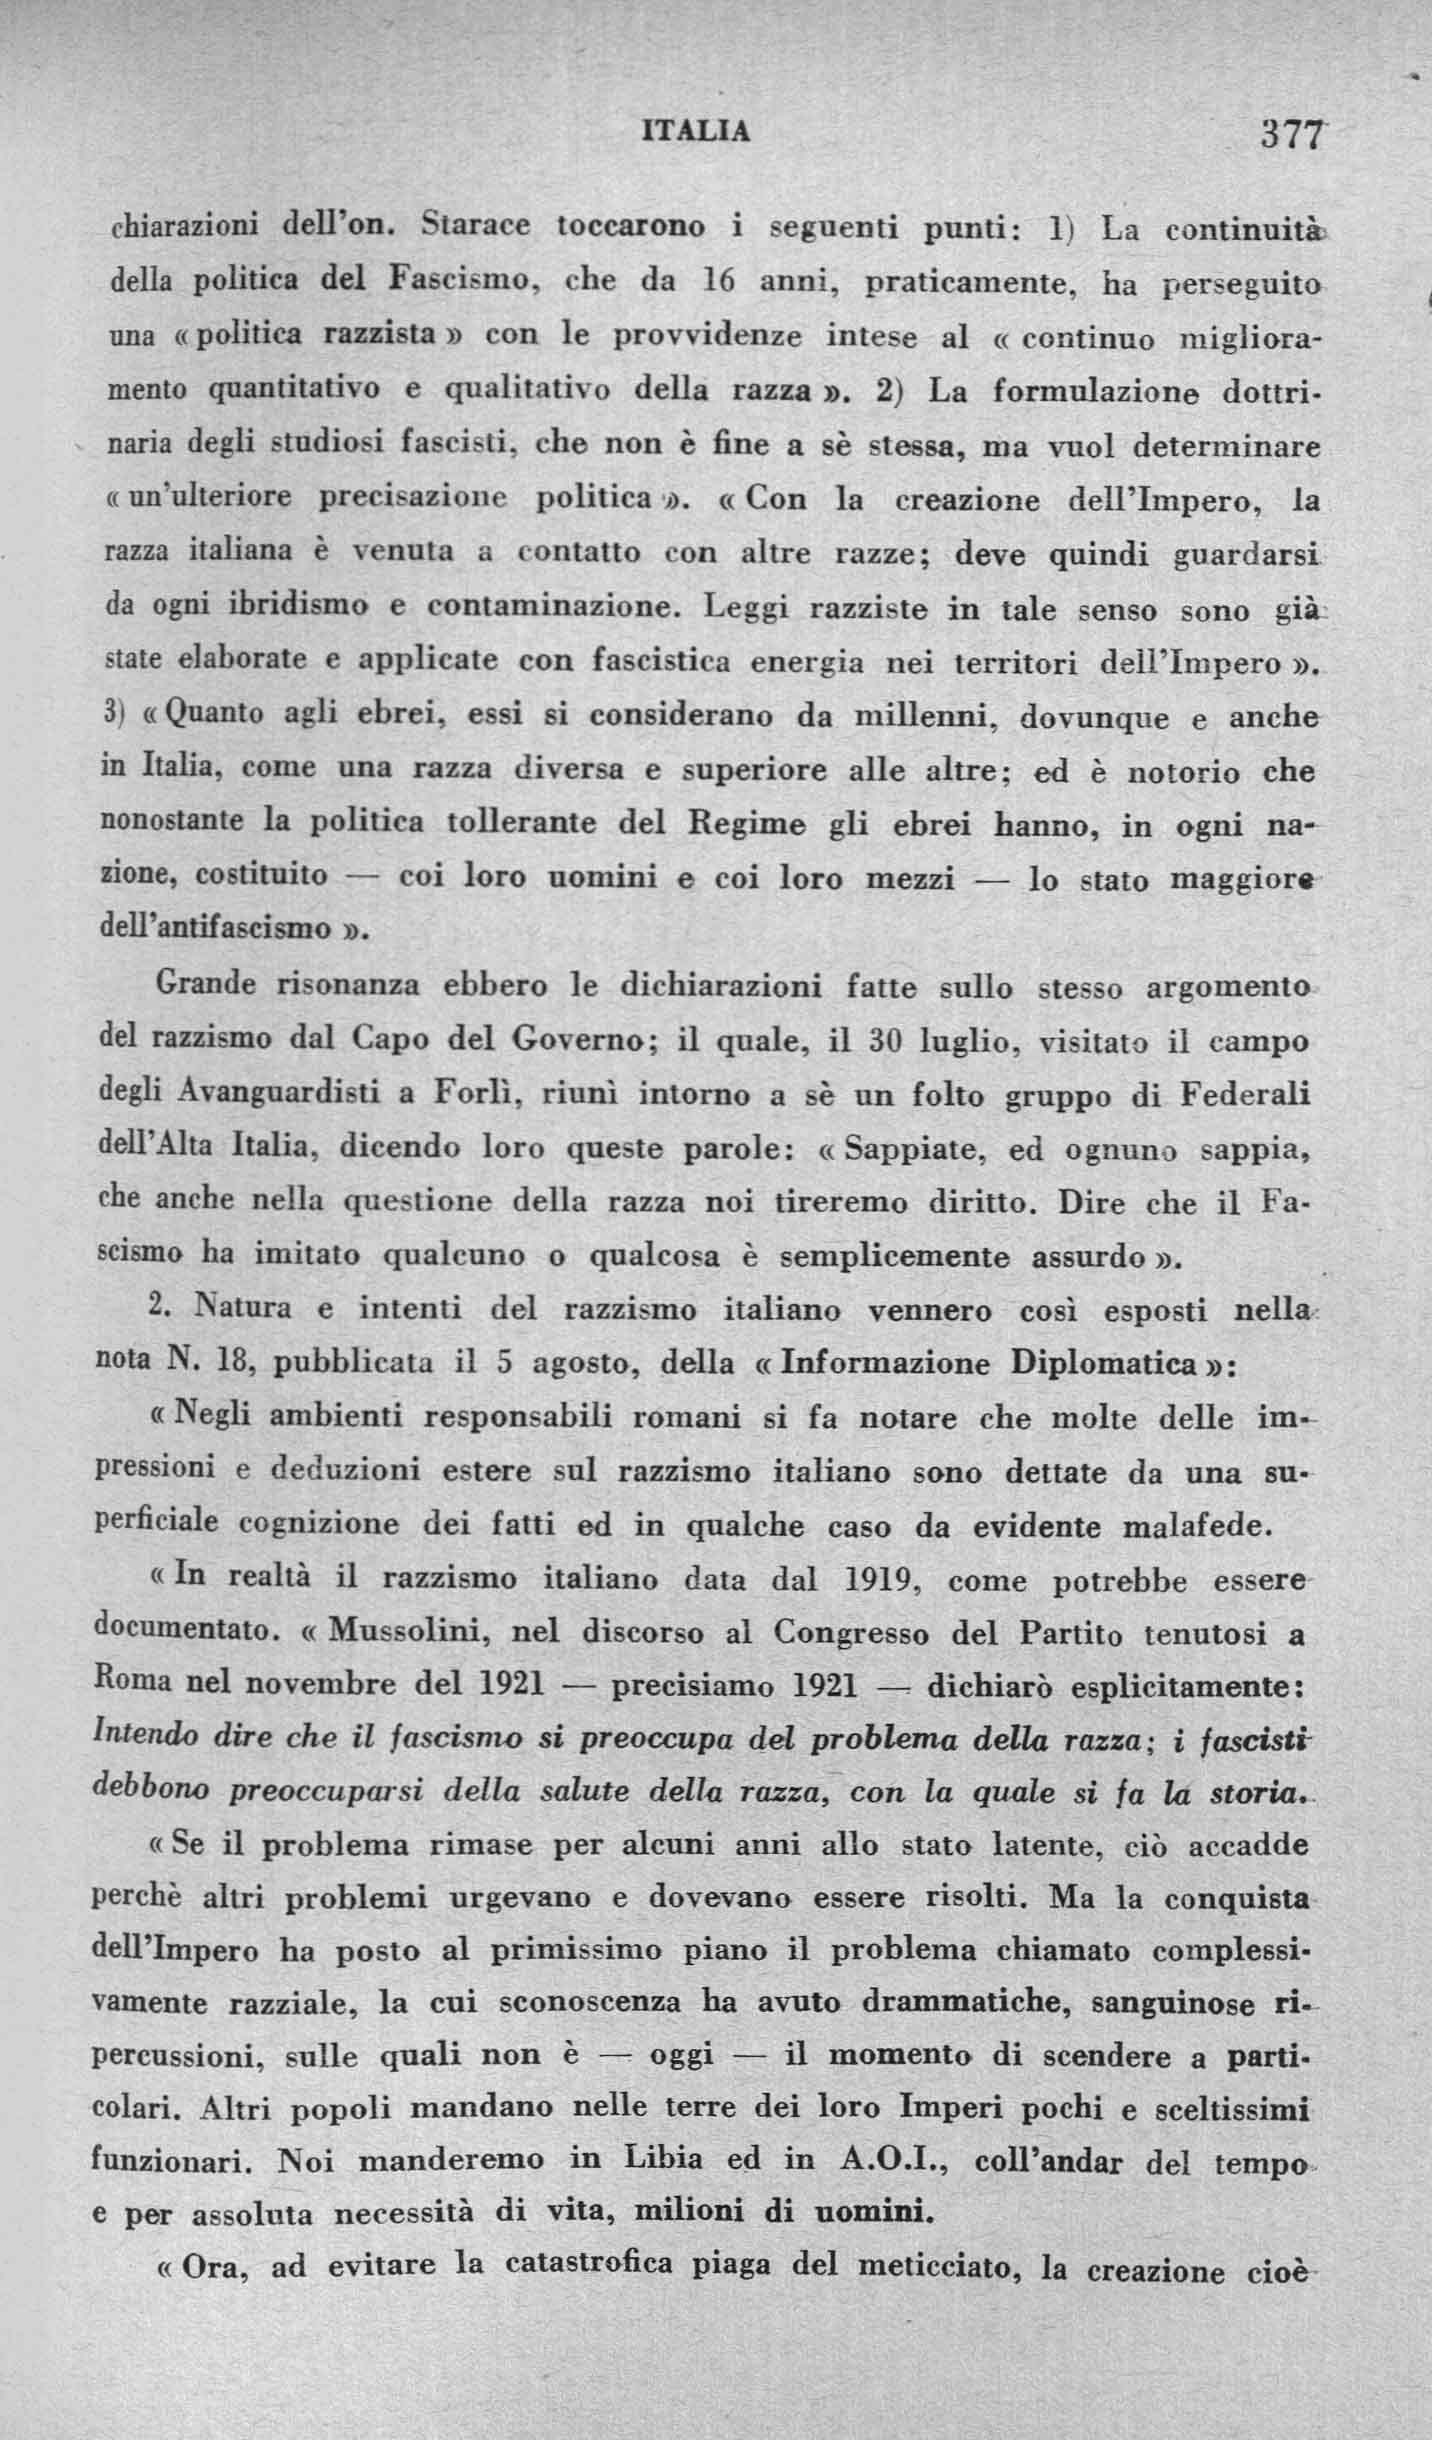 ITALIA 377
chiarazioni dell'on. Starace toccarono i seguenti punti: 1) La continuità
della politica del Fascismo, che da 16 anni, praticamente, ha perseguito
una « politica razzista » con le provvidenze intese al « continuo migliora-
mento quantitativo e qualitativo della razza ». 2) La formulazione dottri-
naria degli studiosi fascisti, che non è fine a sè stessa, ma vuol determinare
« un'ulteriore precisazione politica ». « Con la creazione dell'Impero, la
razza italiana è venuta a contatto con altre razze; deve quindi guardarsi
da ogni ibridismo e contaminazione. Leggi razziste in tale senso sono già
state elaborate e applicate con fascistica energia nei territori dell'Impero ».
3) « Quanto agli ebrei, essi si considerano da millenni, dovunque e anche
in Italia, come una razza diversa e superiore alle altre; ed è notorio che
nonostante la politica tollerante del Regime gli ebrei hanno, in ogni na-
zione, costituito — coi loro uomini e coi loro mezzi — lo stato maggiore
dell'antifascismo ».
Grande risonanza ebbero le dichiarazioni fatte sullo stesso argomento
del razzismo dal Capo del Governo; il quale, il 30 luglio, visitato il campo
degli Avanguardisti a Forlì, riunì intorno a sè un folto gruppo di Federali
dell'Alta Italia, dicendo loro queste parole: « Sappiate, ed ognuno sappia,
che anche nella questione della razza noi tireremo diritto. Dire che il Fa-
scismo ha imitato qualcuno o qualcosa è semplicemente assurdo ».
2. Natura e intenti del razzismo italiano vennero così esposti nella
nota N. 18, pubblicata il 5 agosto, della « Informazione Diplomatica »:
« Negli ambienti responsabili romani si fa notare che molte delle im-
pressioni e deduzioni estere sul razzismo italiano sono dettate da una su-
perficiale cognizione dei fatti ed in qualche caso da evidente malafede.
« In realtà il razzismo italiano data dal 1919, come potrebbe essere
documentato. « Mussolini, nel discorso al Congresso del Partito tenutosi a
Roma nel novembre del 1921 — precisiamo 1921 — dichiarò esplicitamente:
Intendo dire che il fascismo si preoccupa del problema della razza; i fascisti
debbono preoccuparsi della salute della razza, con la quale si fa la storia.
« Se il problema rimase per alcuni anni allo stato latente, ciò accadde
perchè altri problemi urgevano e dovevano essere risolti. Ma la conquista
dell'Impero ha posto al primissimo piano il problema chiamato complessi-
vamente razziale, la cui sconoscenza ha avuto drammatiche, sanguinose ri-
percussioni, sulle quali non è — oggi — il momento di scendere a parti-
colari. Altri popoli mandano nelle terre dei loro Imperi pochi e sceltissimi
funzionari. Noi manderemo in Libia ed in A.O.I., coll'andar del tempo
e per assoluta necessità di vita, milioni di uomini.
« Ora, ad evitare la catastrofica piaga del meticciato, la creazione cioè